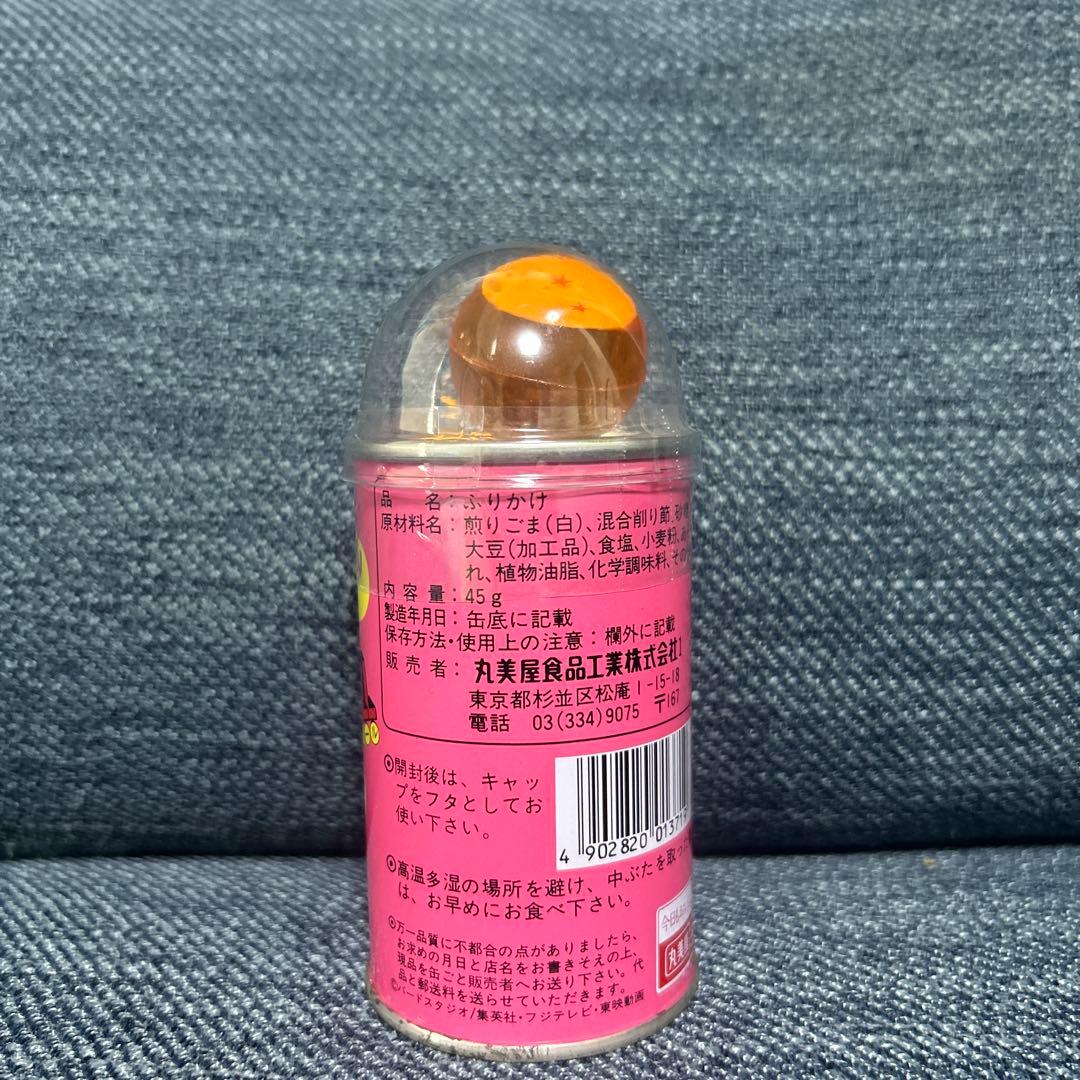 品 名：ふりかけ
原材料名：煎りごま(白)、混合削り節、砂糖
大豆(加工品)、食塩、小麦粉、
れ、植物油脂、化学調味料、その
内容量：45g
製造年月日：缶底に記載
保存方法・使用上の注意：欄外に記載
販売者：丸美屋食品工業株式会社
東京都杉並区松庵1-15-18
電話 03(334)9075 〒167
◎開封後は、キャッ
プをフタとしてお
使い下さい。
4 902820 013719
◎高温多湿の場所を避け、中ぶたを取った
は、お早めにお食べ下さい。
◎万一品質に不都合の点がありましたら、
お求めの月日と店名をお書きそえの上、
現品を缶ごと販売者へお送り下さい。代
品と郵送料を送らせていただきます。
©バードスタジオ/集英社・フジテレビ・東映動画
今日も
丸美屋